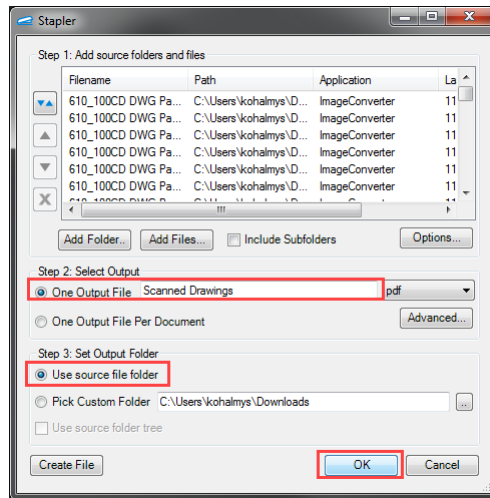 Stapler
Step 1: Add source folders and files
Filename Path Application La
610_100CD DWG Pa... C:\Users\kohalmys\D... ImageConverter 11
610_100CD DWG Pa... C:\Users\kohalmys\D... ImageConverter 11
610_100CD DWG Pa... C:\Users\kohalmys\D... ImageConverter 11
610_100CD DWG Pa... C:\Users\kohalmys\D... ImageConverter 11
610_100CD DWG Pa... C:\Users\kohalmys\D... ImageConverter 11
610_100CD DWG Pa... C:\Users\kohalmys\D... ImageConverter 11
Add Folder.. Add Files... Include Subfolders Options...
Step 2: Select Output
One Output File Scanned Drawings pdf
One Output File Per Document Advanced...
Step 3: Set Output Folder
Use source file folder
Pick Custom Folder C:\Users\kohalmys\Downloads ..
Use source folder tree
Create File OK Cancel